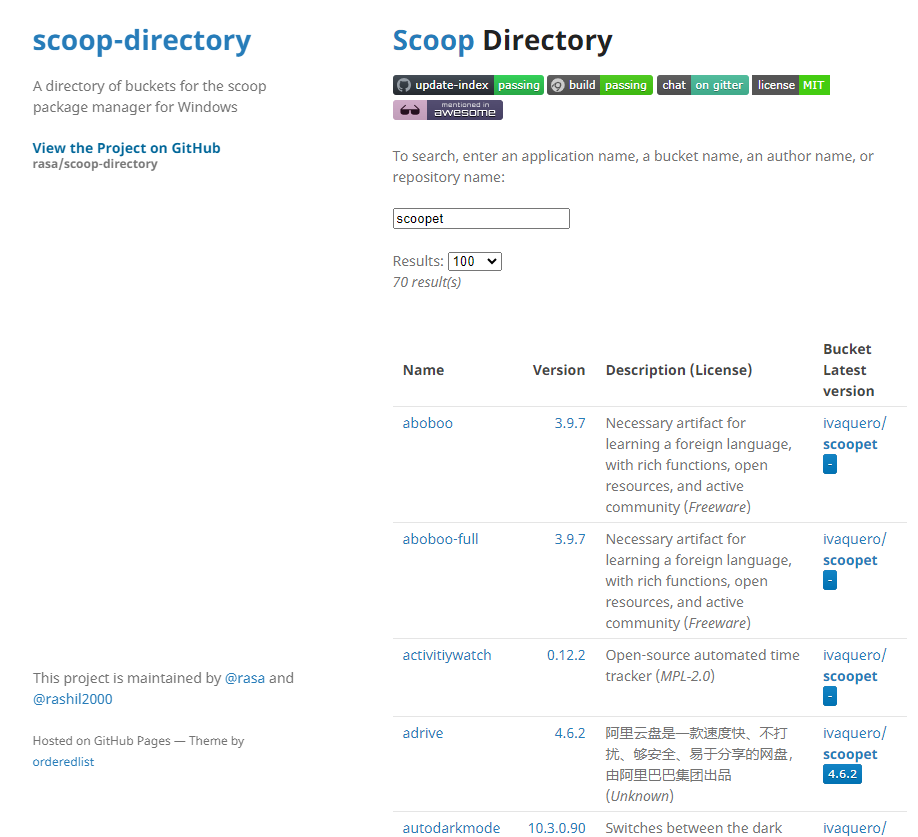 scoop-directory
A directory of buckets for the scoop
package manager for Windows
View the Project on GitHub
rasa/scoop-directory
This project is maintained by @rasa and
@rashil2000
Hosted on GitHub Pages — Theme by
orderedlist
Scoop Directory
update-index passing build passing chat on gitter license MIT
mentioned in
awesome
To search, enter an application name, a bucket name, an author name, or
repository name:
scoopet
Results: 100
70 result(s)
Name Version Description (License) Bucket
Latest
version
aboboo 3.9.7 Necessary artifact for ivaquero/
learning a foreign language, scoopet
with rich functions, open -
resources, and active
community (Freeware)
aboboo-full 3.9.7 Necessary artifact for ivaquero/
learning a foreign language, scoopet
with rich functions, open -
resources, and active
community (Freeware)
activitiywatch 0.12.2 Open-source automated time ivaquero/
tracker (MPL-2.0) scoopet
-
adrive 4.6.2 阿里云盘是一款速度快、不打 ivaquero/
扰、够安全、易于分享的网盘, scoopet
由阿里巴巴集团出品 4.6.2
(Unknown)
autodarkmode 10.3.0.90 Switches between the dark ivaquero/